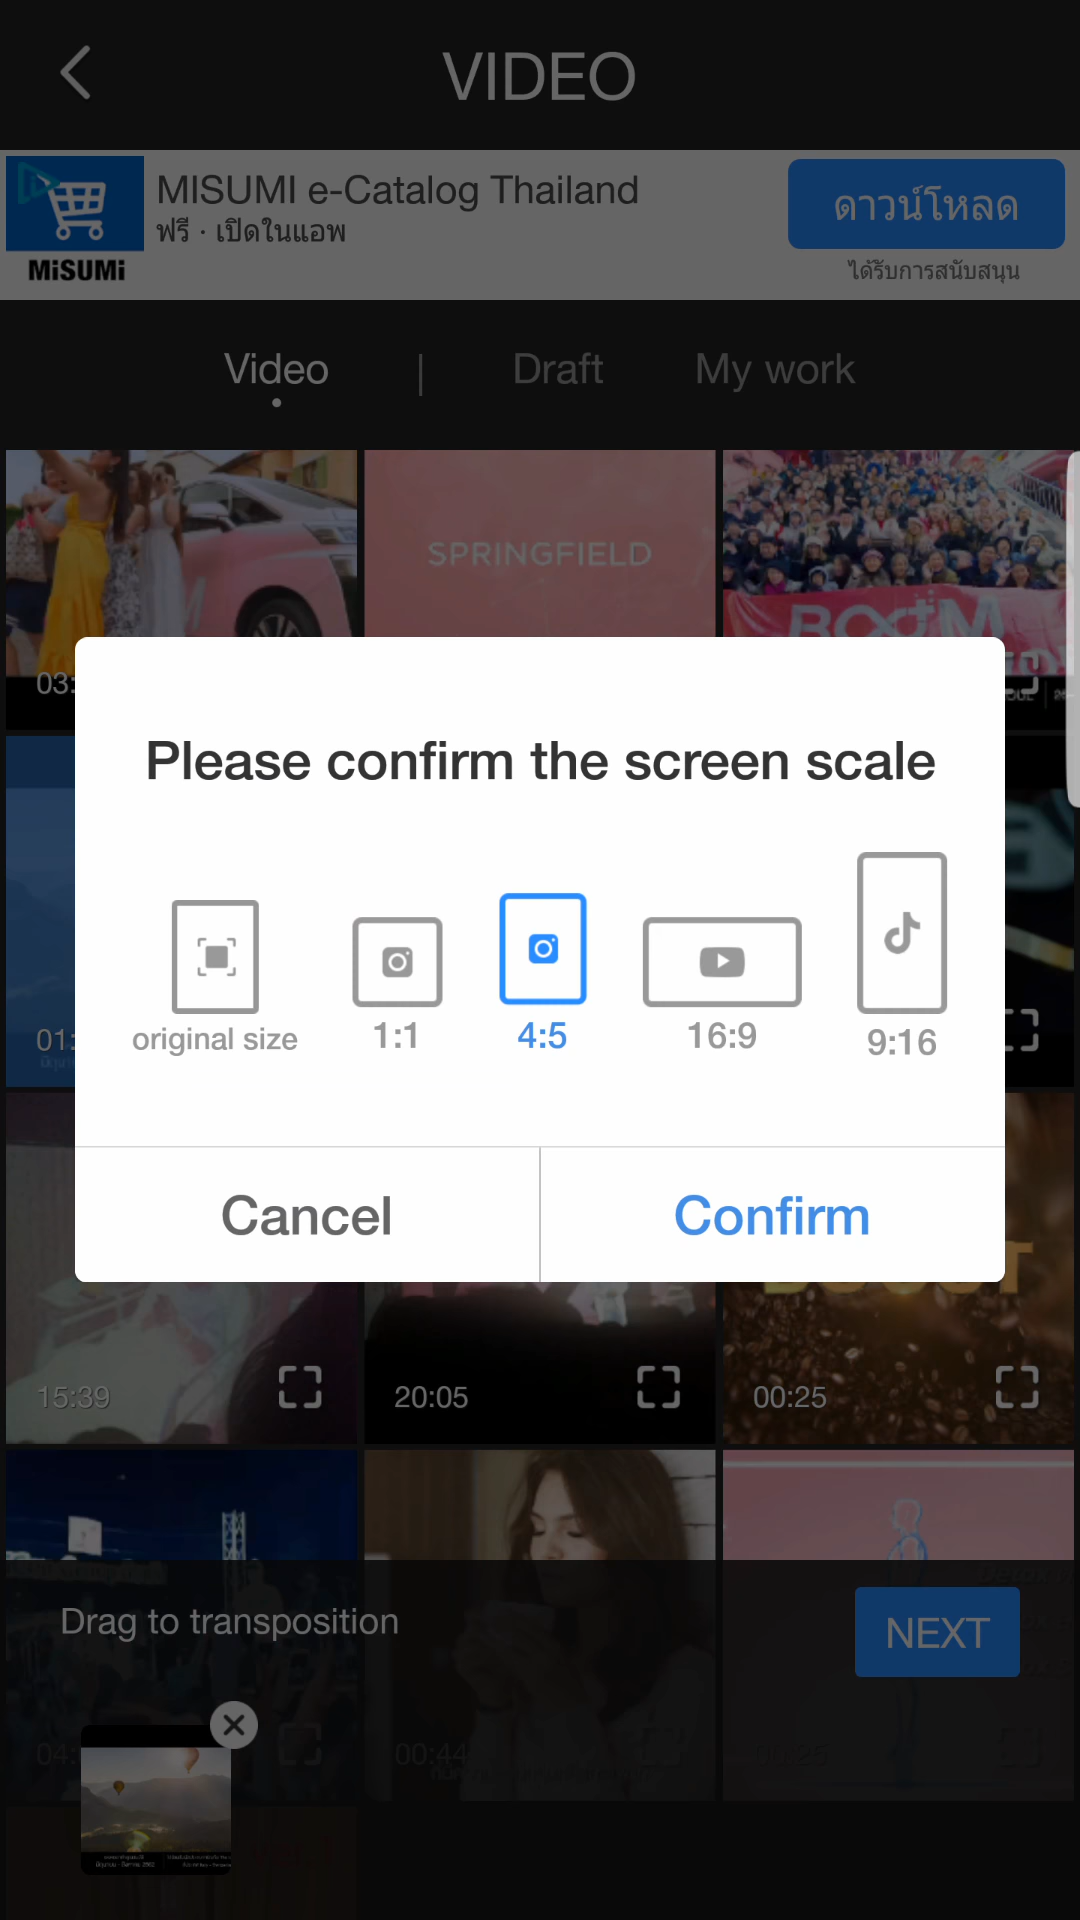 VIDEO
MISUMI e-Catalog Thailand
ฟรี · เปิดในแอพ
MiSUMi
ดาวน์โหลด
ได้รับการสนับสนุน
Video | Draft My work
SPRINGFIELD
Please confirm the screen scale
original size
1:1
4:5
16:9
9:16
Cancel
Confirm
15:39
20:05
00:25
Drag to transposition
NEXT
00:44
00:25